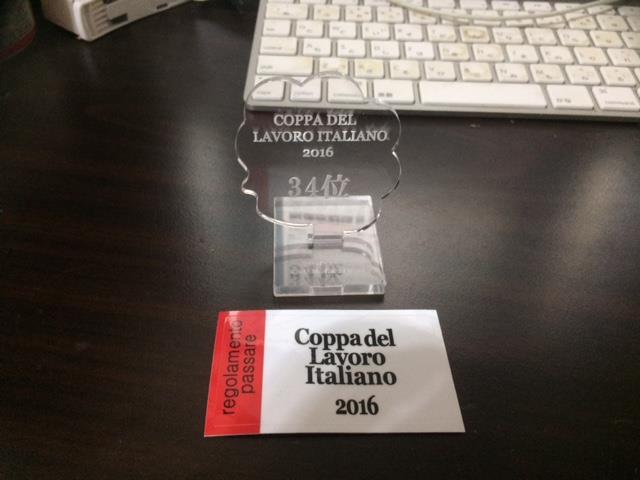 COPPA DEL
LAVORO ITALIANO
2016
34位
regolamento
passare
Coppa del
Lavoro
Italiano
2016